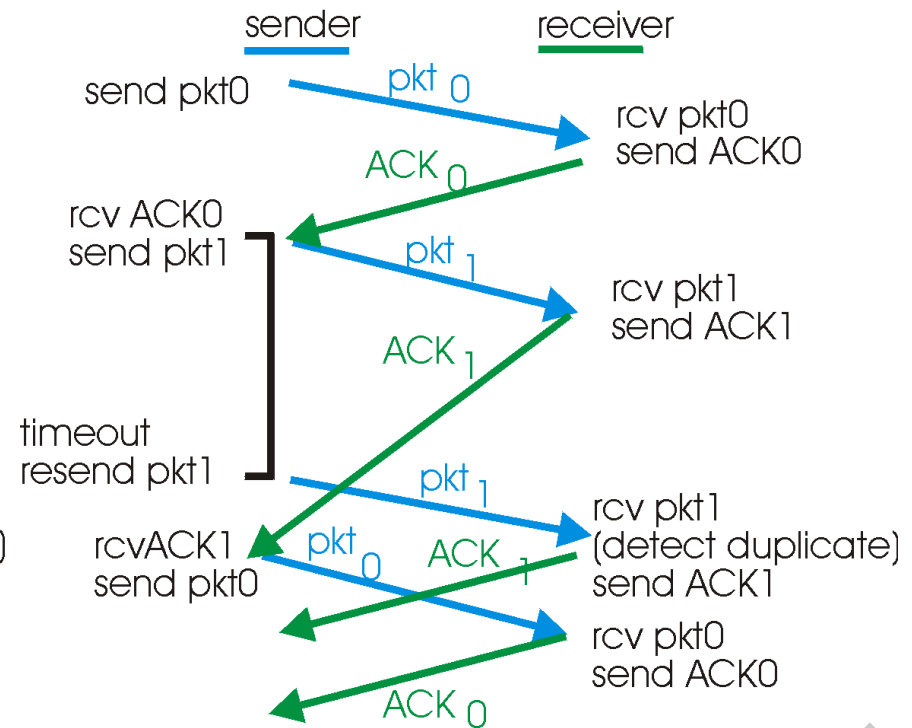 sender
receiver
send pkt0
pkt 0
rcv pkt0
send ACK0
ACK 0
rcv ACK0
send pkt1
pkt 1
rcv pkt1
send ACK1
ACK 1
timeout
resend pkt1
pkt 1
rcv pkt1
(detect duplicate)
send ACK1
)
rcvACK1
send pkt0
pkt 0
ACK 1
rcv pkt0
send ACK0
ACK 0